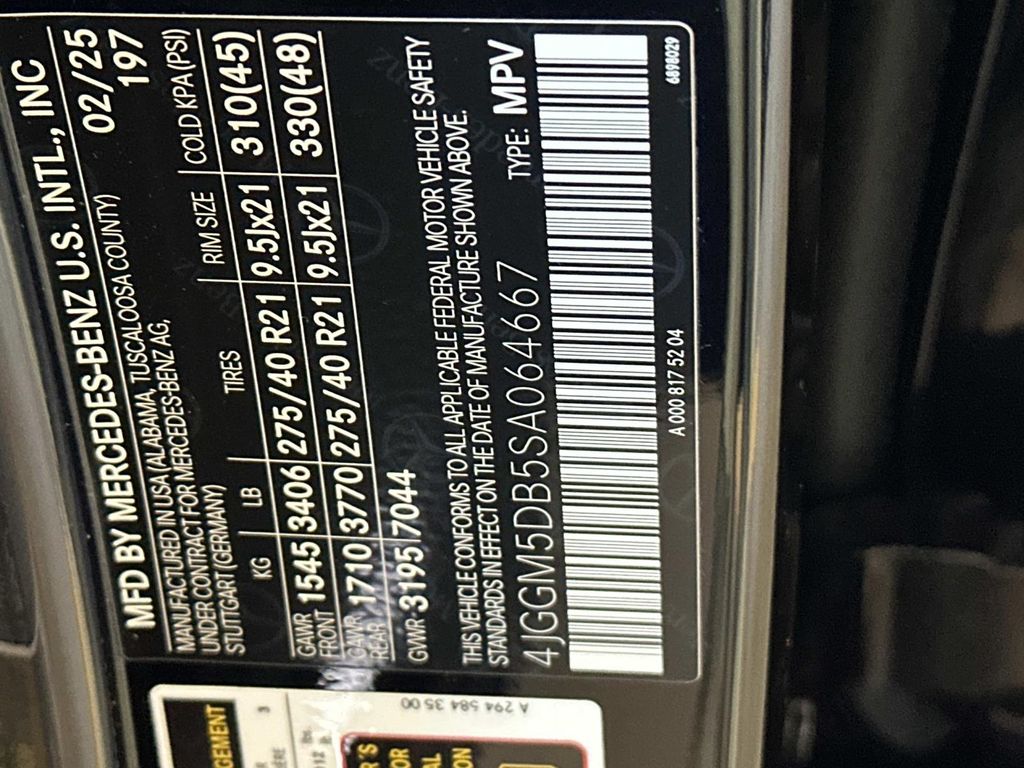 MFD BY MERCEDES-BENZ U.S. INTL., INC
MANUFACTURED IN USA (ALABAMA, TUSCALOOSA COUNTY) 02/25
UNDER CONTRACT FOR MERCEDES-BENZ AG, 197
STUTTGART (GERMANY)
KG LB TIRES RIM SIZE COLD KPA (PSI)
GAWR FRONT 1545 3406 275/40 R21 9.5Jx21 310(45)
GAWR REAR 1710 3770 275/40 R21 9.5Jx21 330(48)
GVWR 3195 7044
THIS VEHICLE CONFORMS TO ALL APPLICABLE FEDERAL MOTOR VEHICLE SAFETY
STANDARDS IN EFFECT ON THE DATE OF MANUFACTURE SHOWN ABOVE.
4JGGM5DB5SA064667 TYPE: MPV
A 000 817 52 04 6898029
GEMENT
3
A 294 584 35 00